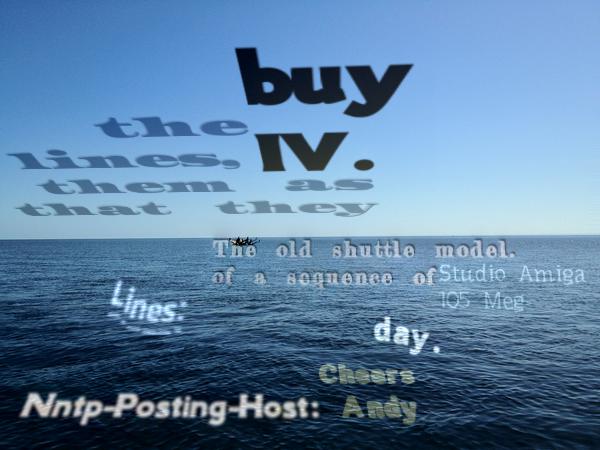 buy
IV.
the
lines.
them as
that they
The old shuttle model.
of a sequence of
Studio Amiga
105 Meg
Lines:
day.
Cheers
Andy
Nntp-Posting-Host: